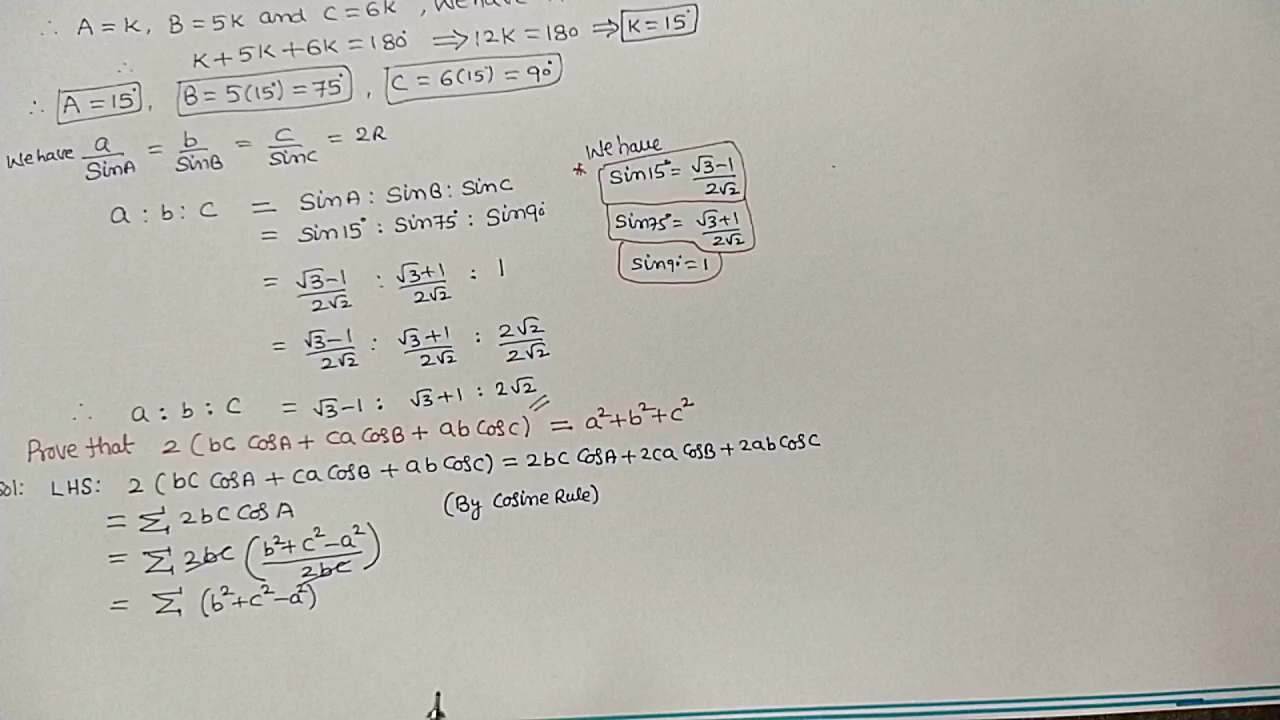 ∴ A = K, B = 5K and C = 6K, We have
∴ K + 5K + 6K = 180° ⟹ 12K = 180 ⟹ K = 15°
∴ A = 15°, B = 5(15°) = 75°, C = 6(15°) = 90°
We have a/SinA = b/SinB = c/SinC = 2R
a : b : c = SinA : SinB : SinC
= Sin15° : Sin75° : Sin90°
= √3-1/2√2 : √3+1/2√2 : 1
= √3-1/2√2 : √3+1/2√2 : 2√2/2√2
∴ a : b : c = √3-1 : √3+1 : 2√2
* We have
Sin15° = √3-1/2√2
Sin75° = √3+1/2√2
Sin90° = 1
Prove that 2(bc cosA + ca cosB + ab cosC) = a²+b²+c²
Sol: LHS: 2(bc cosA + ca cosB + ab cosC) = 2bc cosA + 2ca cosB + 2ab cosC
= Σ 2bc cosA (By Cosine Rule)
= Σ 2bc (b²+c²-a²/2bc)
= Σ (b²+c²-a²)